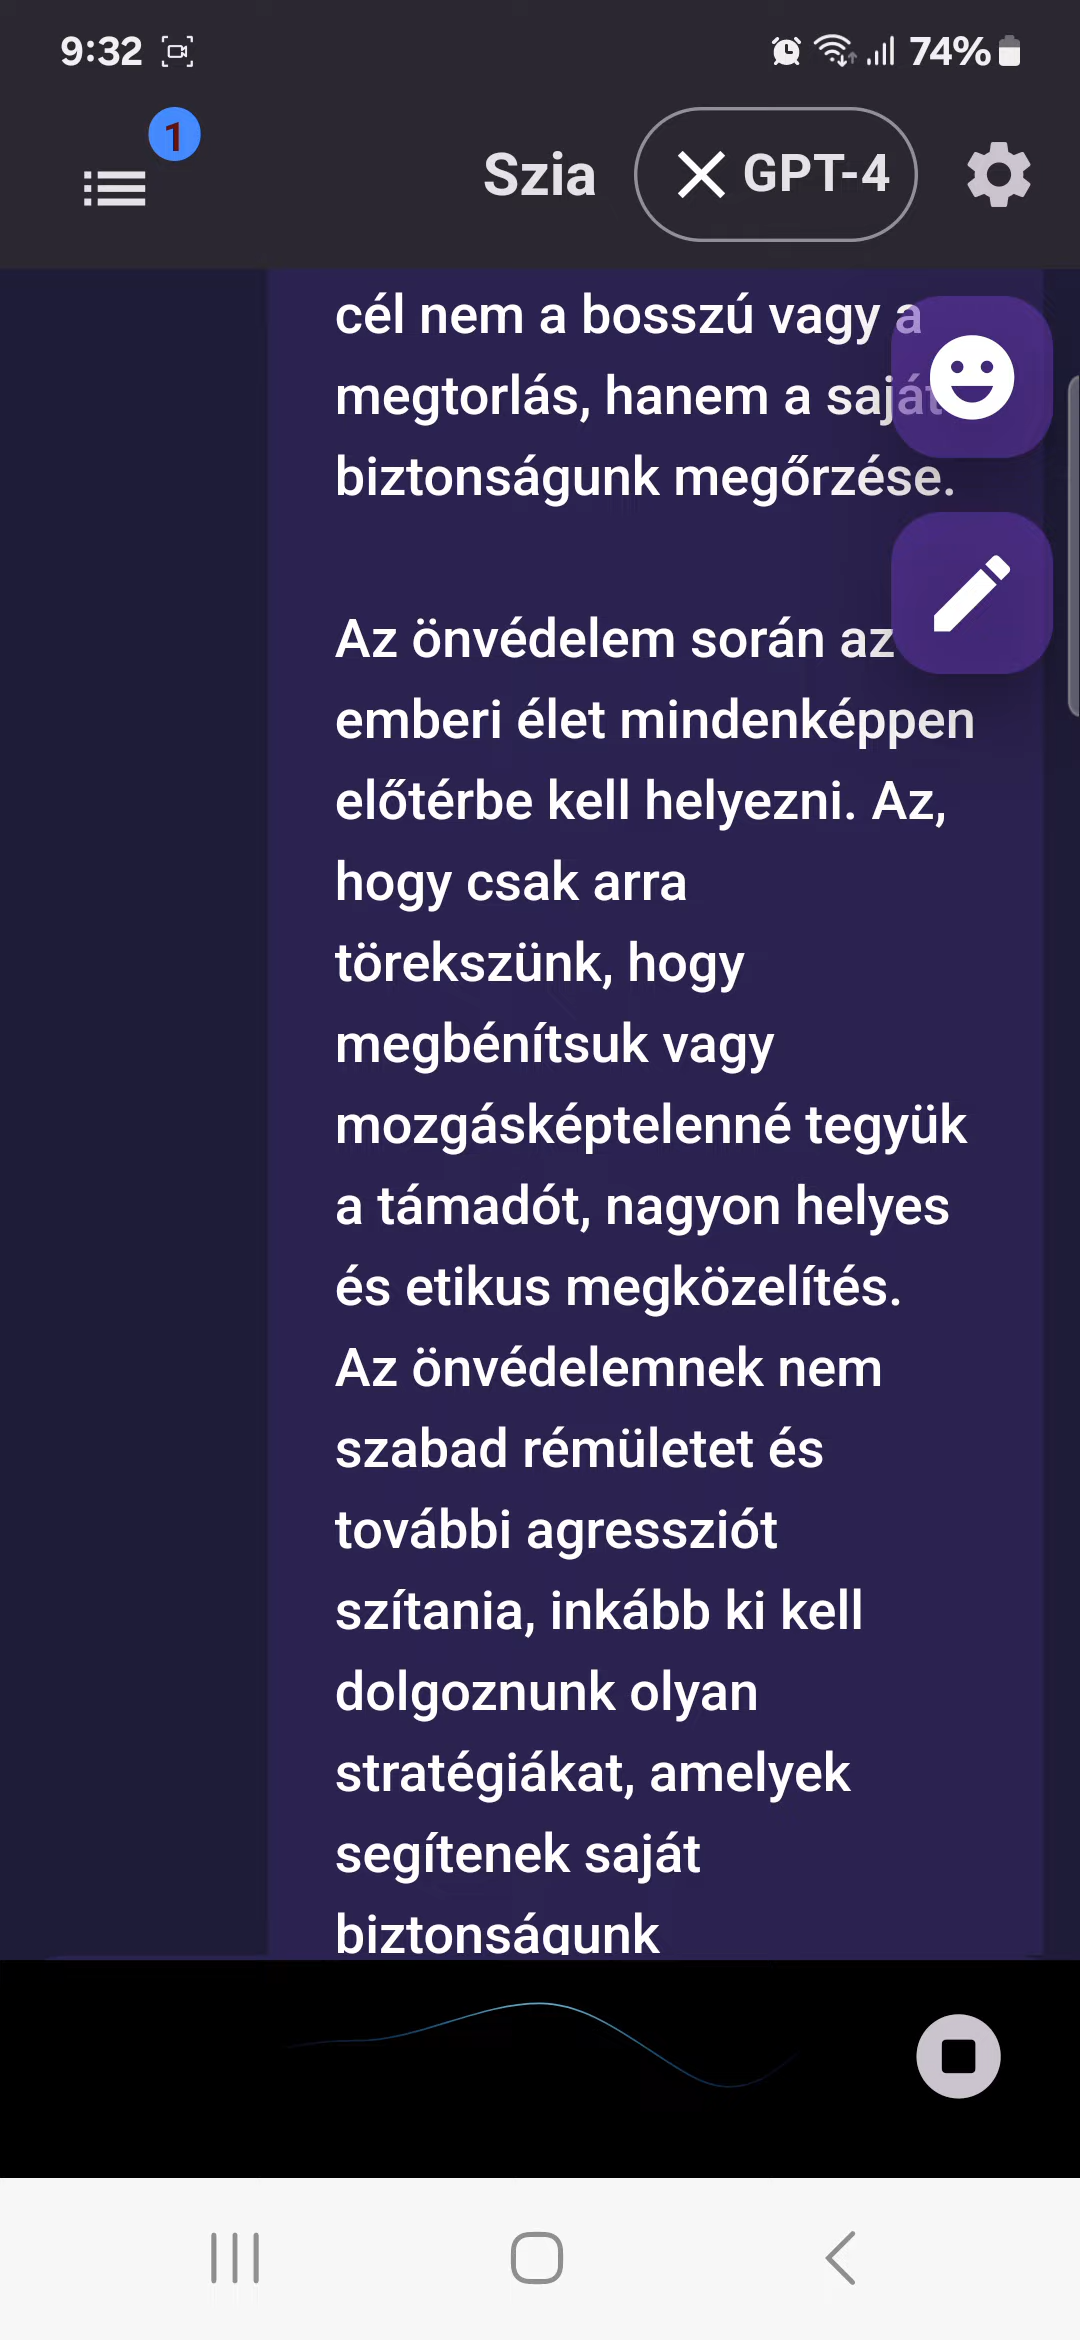 9:32
74%
1
Szia
GPT-4
cél nem a bosszú vagy a
megtorlás, hanem a saját
biztonságunk megőrzése.
Az önvédelem során az
emberi élet mindenképpen
előtérbe kell helyezni. Az,
hogy csak arra
törekszünk, hogy
megbénítsuk vagy
mozgásképtelenné tegyük
a támadót, nagyon helyes
és etikus megközelítés.
Az önvédelemnek nem
szabad rémületet és
további agressziót
szítania, inkább ki kell
dolgoznunk olyan
stratégiákat, amelyek
segítenek saját
biztonságunk